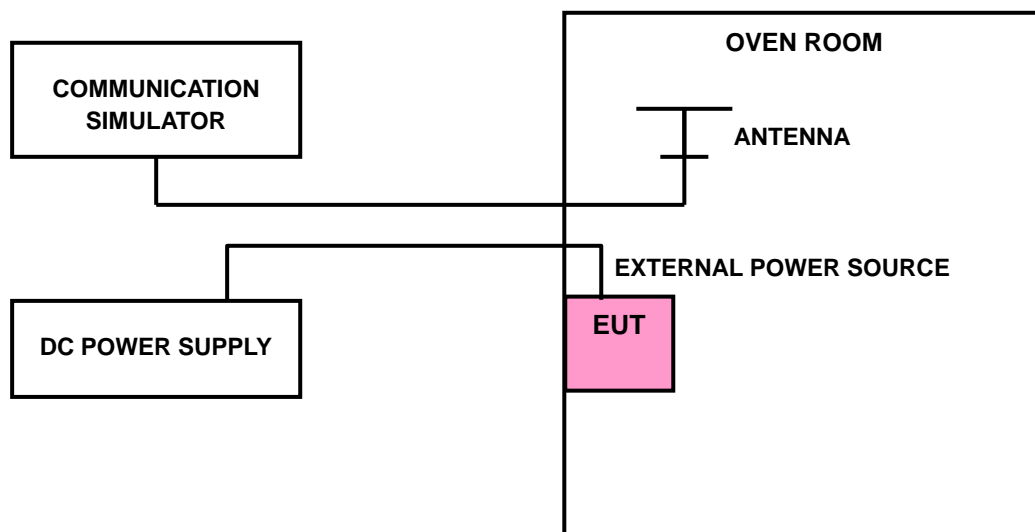 OVEN ROOM
COMMUNICATION
SIMULATOR
ANTENNA
EXTERNAL POWER SOURCE
EUT
DC POWER SUPPLY